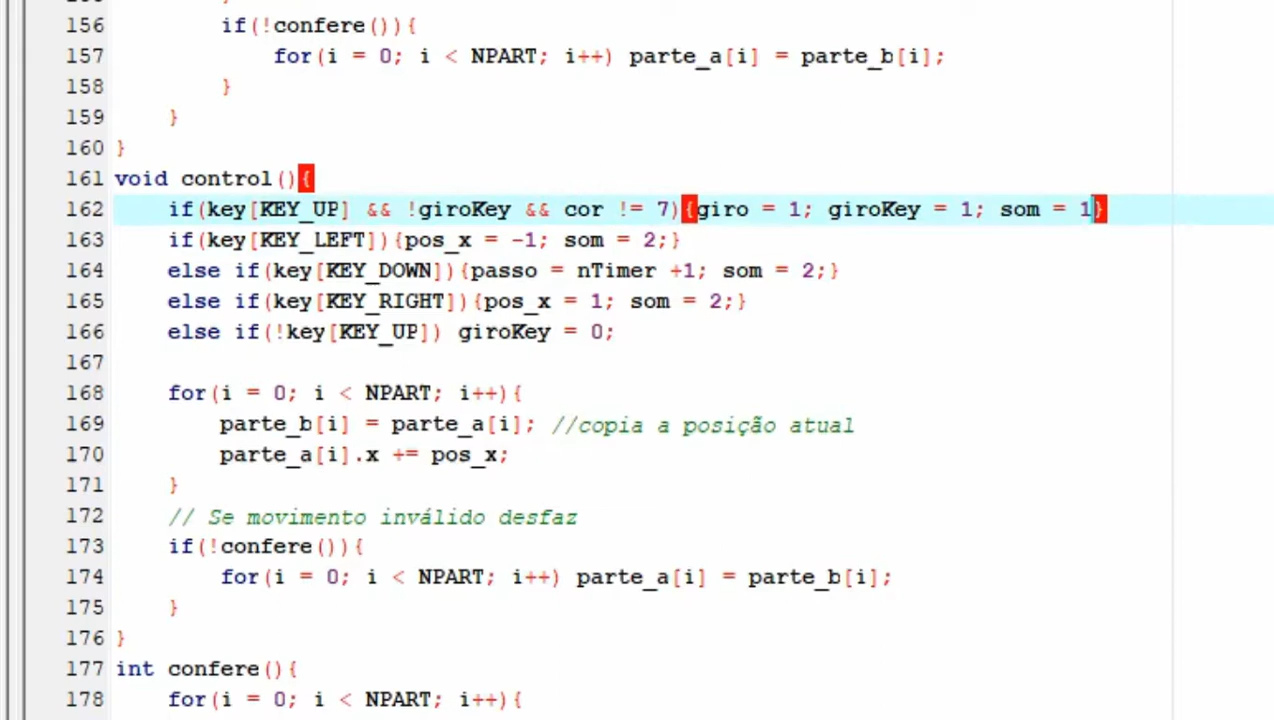 156 if(!confere()){
157 for(i = 0; i < NPART; i++) parte_a[i] = parte_b[i];
158 }
159 }
160 }
161 void control(){
162 if(key[KEY_UP] && !giroKey && cor != 7){giro = 1; giroKey = 1; som = 1}
163 if(key[KEY_LEFT]){pos_x = -1; som = 2;}
164 else if(key[KEY_DOWN]){passo = nTimer +1; som = 2;}
165 else if(key[KEY_RIGHT]){pos_x = 1; som = 2;}
166 else if(!key[KEY_UP]) giroKey = 0;
167
168 for(i = 0; i < NPART; i++){
169 parte_b[i] = parte_a[i]; //copia a posição atual
170 parte_a[i].x += pos_x;
171 }
172 // Se movimento inválido desfaz
173 if(!confere()){
174 for(i = 0; i < NPART; i++) parte_a[i] = parte_b[i];
175 }
176 }
177 int confere(){
178 for(i = 0; i < NPART; i++){